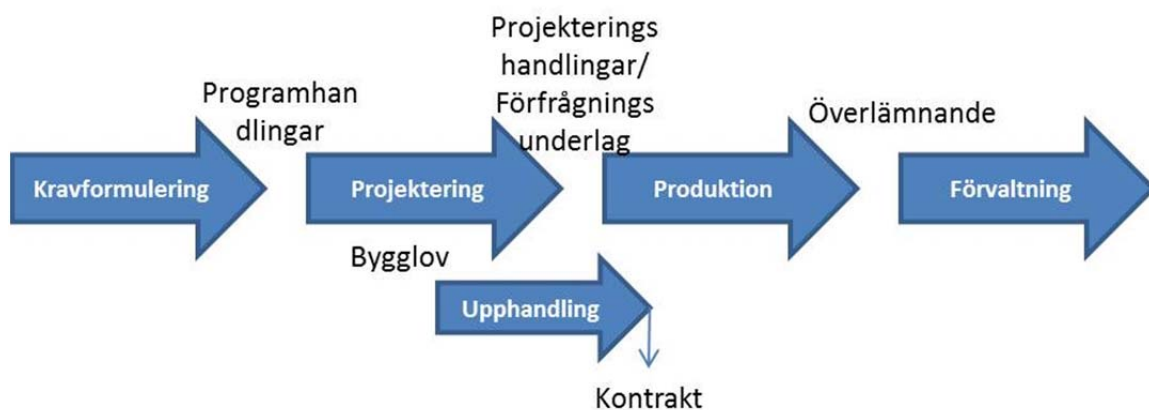 Projekterings
handlingar/
Förfrågnings
underlag
Programhan
dlingar
Överlämnande
Kravformulering
Projektering
Produktion
Förvaltning
Bygglov
Upphandling
Kontrakt